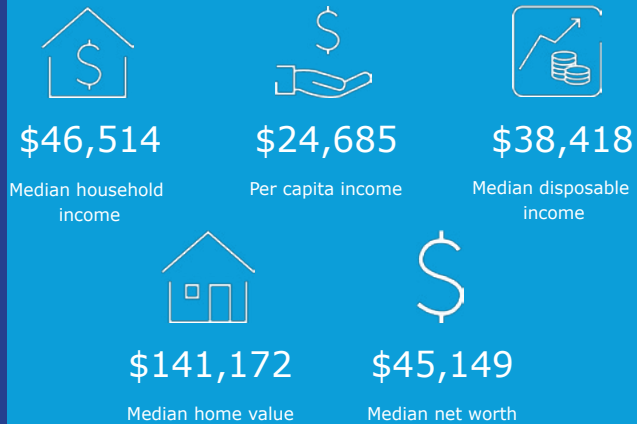 $46,514
Median household
income
$24,685
Per capita income
$38,418
Median disposable
income
$141,172
Median home value
$45,149
Median net worth